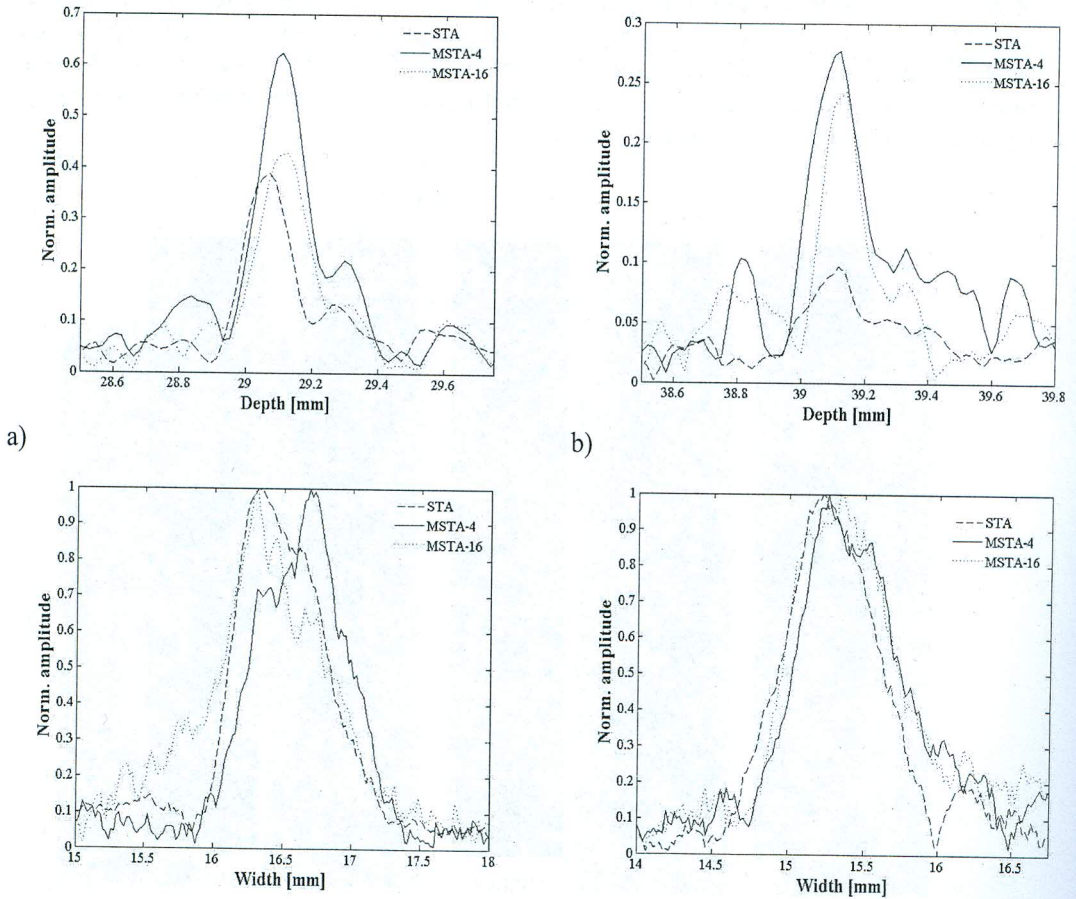 0.7
0.6
0.5
0.4
0.3
0.2
0.1
0
Norm. amplitude
STA
MSTA-4
MSTA-16
28.6 28.8 29 29.2 29.4 29.6
Depth [mm]
0.3
0.25
0.2
0.15
0.1
0.05
0
Norm. amplitude
STA
MSTA-4
MSTA-16
38.6 38.8 39 39.2 39.4 39.6 39.8
Depth [mm]
a)
b)
1
0.9
0.8
0.7
0.6
0.5
0.4
0.3
0.2
0.1
0
Norm. amplitude
STA
MSTA-4
MSTA-16
15 15.5 16 16.5 17 17.5 18
Width [mm]
1
0.9
0.8
0.7
0.6
0.5
0.4
0.3
0.2
0.1
0
Norm. amplitude
STA
MSTA-4
MSTA-16
14 14.5 15 15.5 16 16.5
Width [mm]